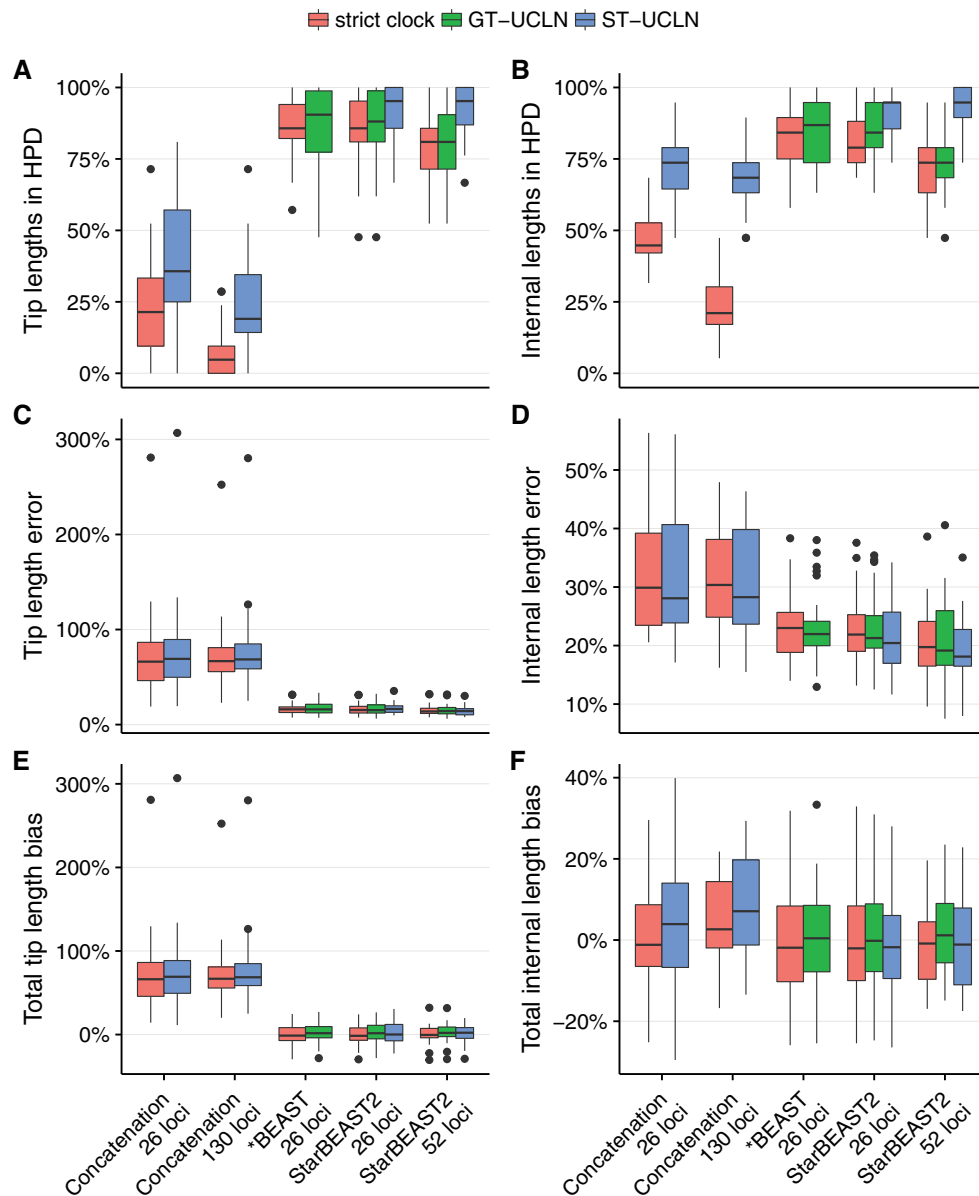 strict clock GT−UCLN ST−UCLN
A
B
Tip lengths in HPD
100%
75%
50%
25%
0%
Internal lengths in HPD
100%
75%
50%
25%
0%
C
D
Tip length error
300%
200%
100%
0%
Internal length error
50%
40%
30%
20%
10%
E
F
Total tip length bias
300%
200%
100%
0%
Total internal length bias
40%
20%
0%
−20%
Concatenation
26 loci
Concatenation
130 loci
*BEAST
26 loci
StarBEAST2
26 loci
StarBEAST2
52 loci
Concatenation
26 loci
Concatenation
130 loci
*BEAST
26 loci
StarBEAST2
26 loci
StarBEAST2
52 loci